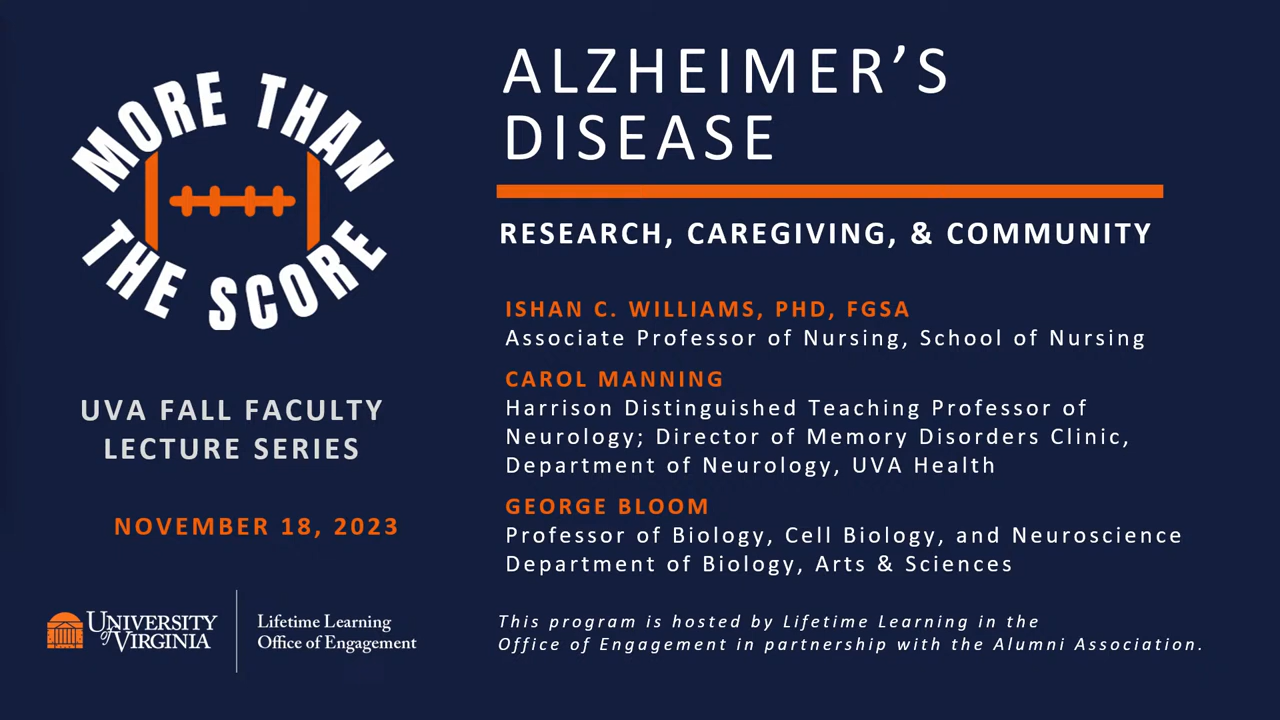 MORE THAN
THE SCORE
UVA FALL FACULTY
LECTURE SERIES
NOVEMBER 18, 2023
UNIVERSITY
of VIRGINIA
Lifetime Learning
Office of Engagement
ALZHEIMER’S
DISEASE
RESEARCH, CAREGIVING, & COMMUNITY
ISHAN C. WILLIAMS, PHD, FGSA
Associate Professor of Nursing, School of Nursing
CAROL MANNING
Harrison Distinguished Teaching Professor of
Neurology; Director of Memory Disorders Clinic,
Department of Neurology, UVA Health
GEORGE BLOOM
Professor of Biology, Cell Biology, and Neuroscience
Department of Biology, Arts & Sciences
This program is hosted by Lifetime Learning in the
Office of Engagement in partnership with the Alumni Association.